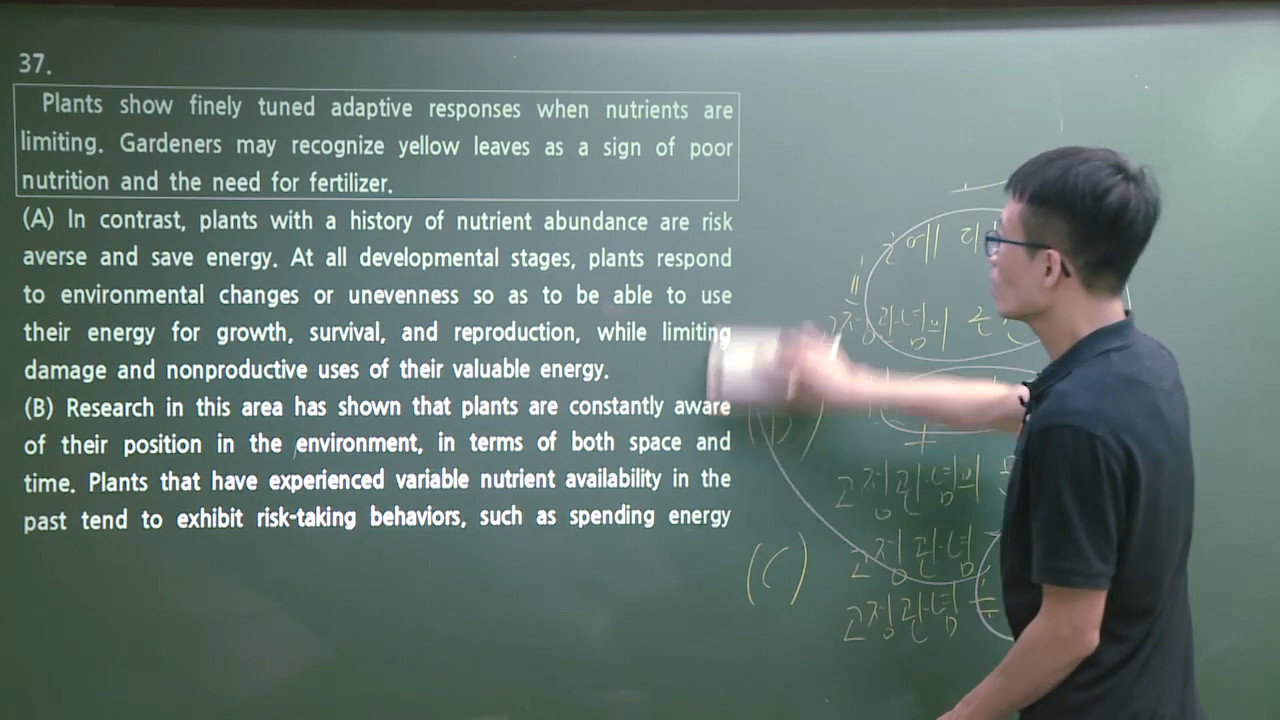 37.
Plants show finely tuned adaptive responses when nutrients are
limiting. Gardeners may recognize yellow leaves as a sign of poor
nutrition and the need for fertilizer.
(A) In contrast, plants with a history of nutrient abundance are risk
averse and save energy. At all developmental stages, plants respond
to environmental changes or unevenness so as to be able to use
their energy for growth, survival, and reproduction, while limiting
damage and nonproductive uses of their valuable energy.
(B) Research in this area has shown that plants are constantly aware
of their position in the environment, in terms of both space and
time. Plants that have experienced variable nutrient availability in the
past tend to exhibit risk-taking behaviors, such as spending energy
고정관념의
고정관념의
(C) 고정관념
고정관념